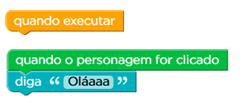 quando executar
quando o personagem for clicado
diga “ Oláaaa ”